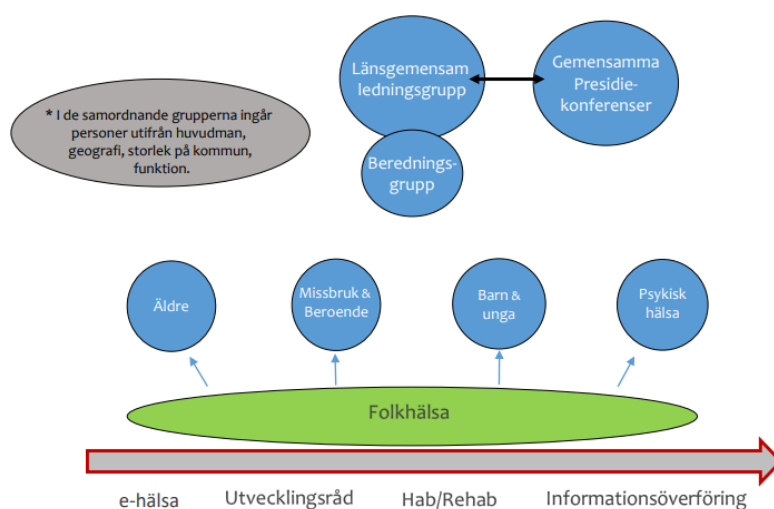 Länsgemensam
ledningsgrupp
Gemensamma
Presidie-
konferenser
* I de samordnande grupperna ingår
personer utifrån huvudman,
geografi, storlek på kommun,
funktion.
Berednings-
grupp
Äldre
Missbruk &
Beroende
Barn &
unga
Psykisk
hälsa
Folkhälsa
e-hälsa
Utvecklingsråd
Hab/Rehab
Informationsöverföring